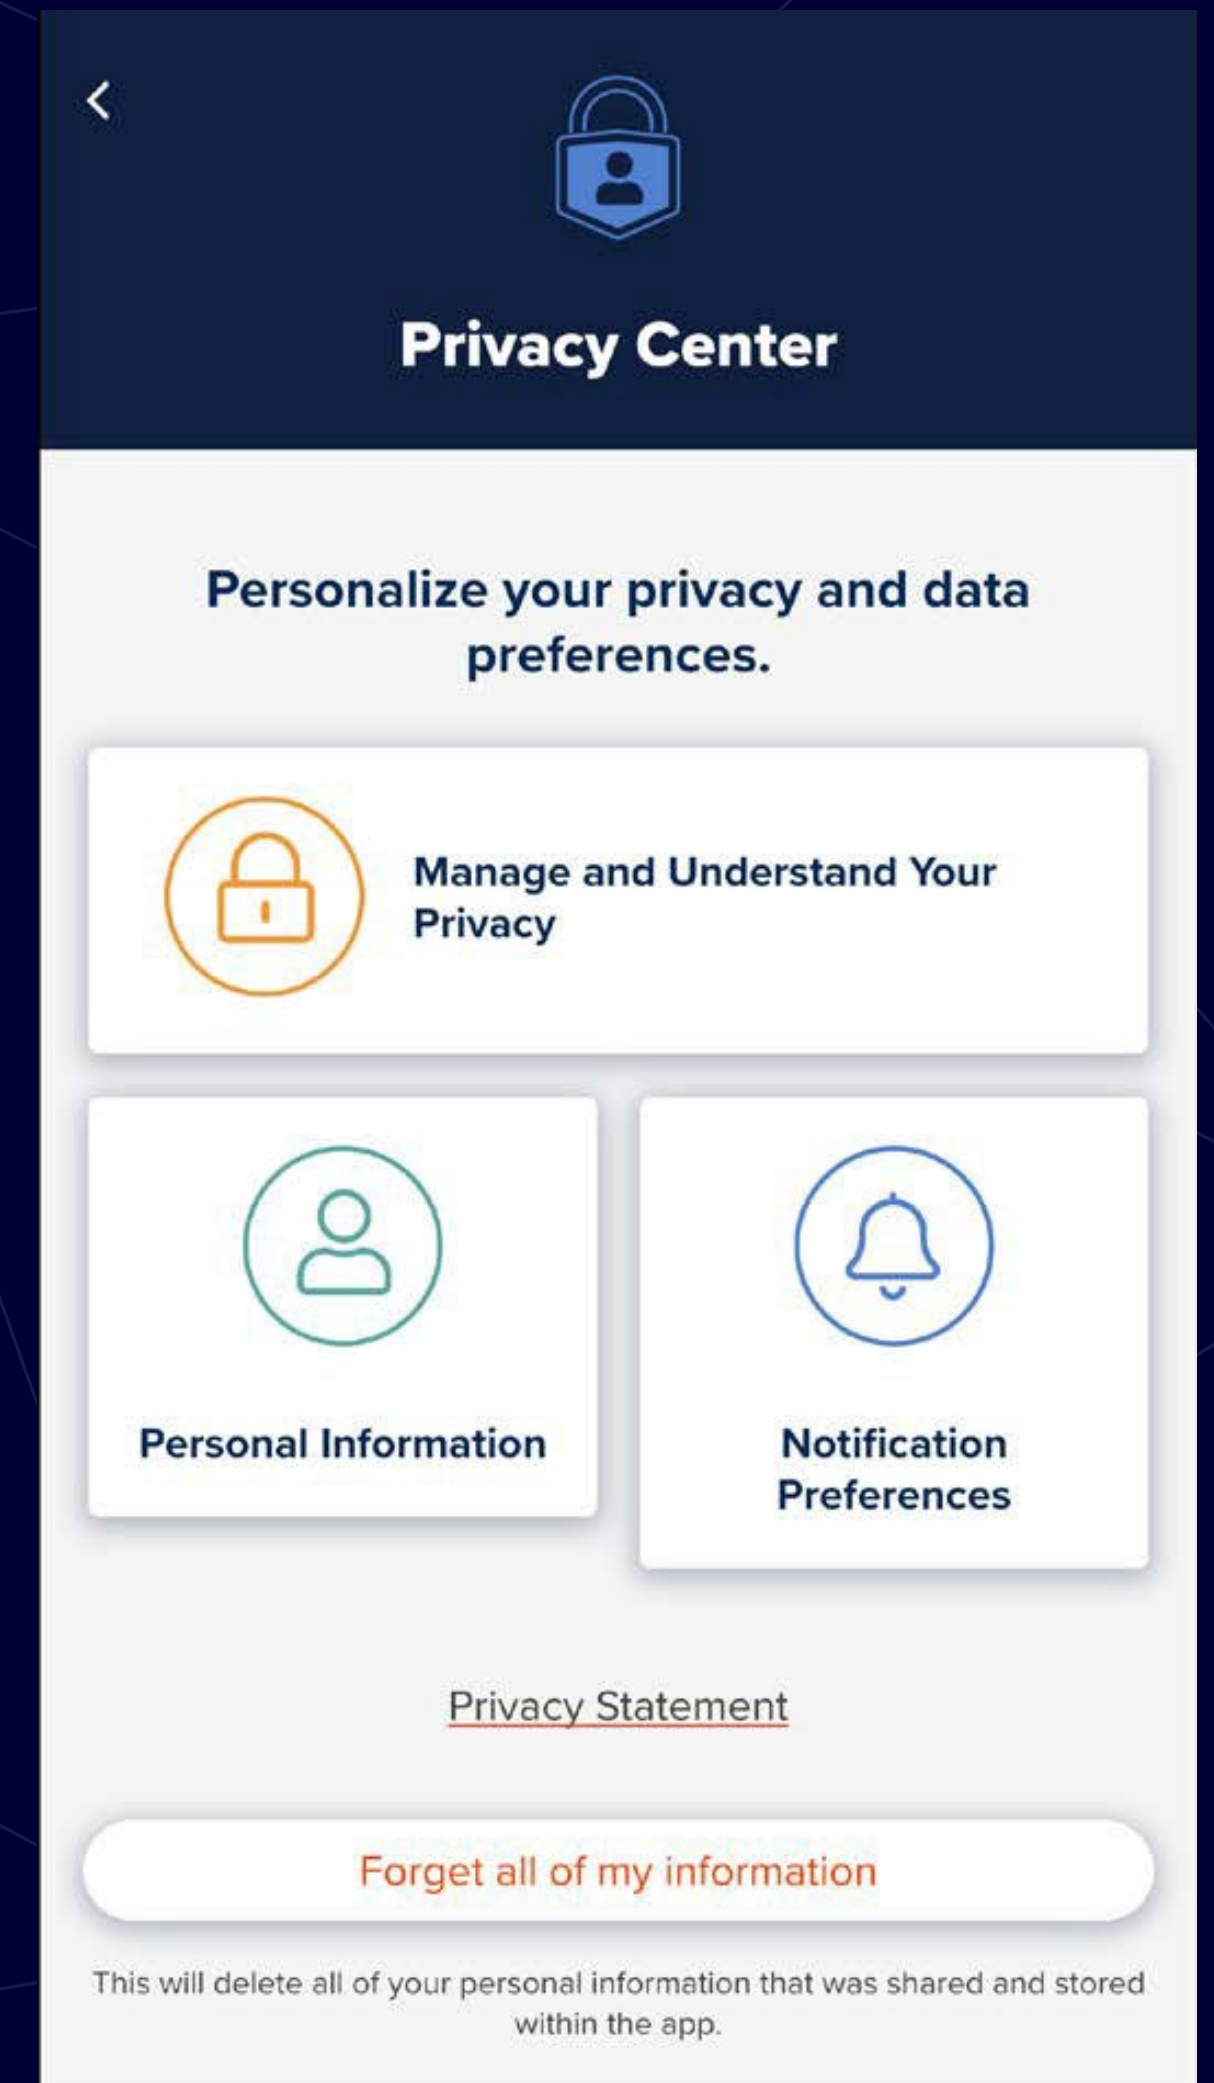 Privacy Center
Personalize your privacy and data
preferences.
Manage and Understand Your
Privacy
Personal Information
Notification
Preferences
Privacy Statement
Forget all of my information
This will delete all of your personal information that was shared and stored
within the app.